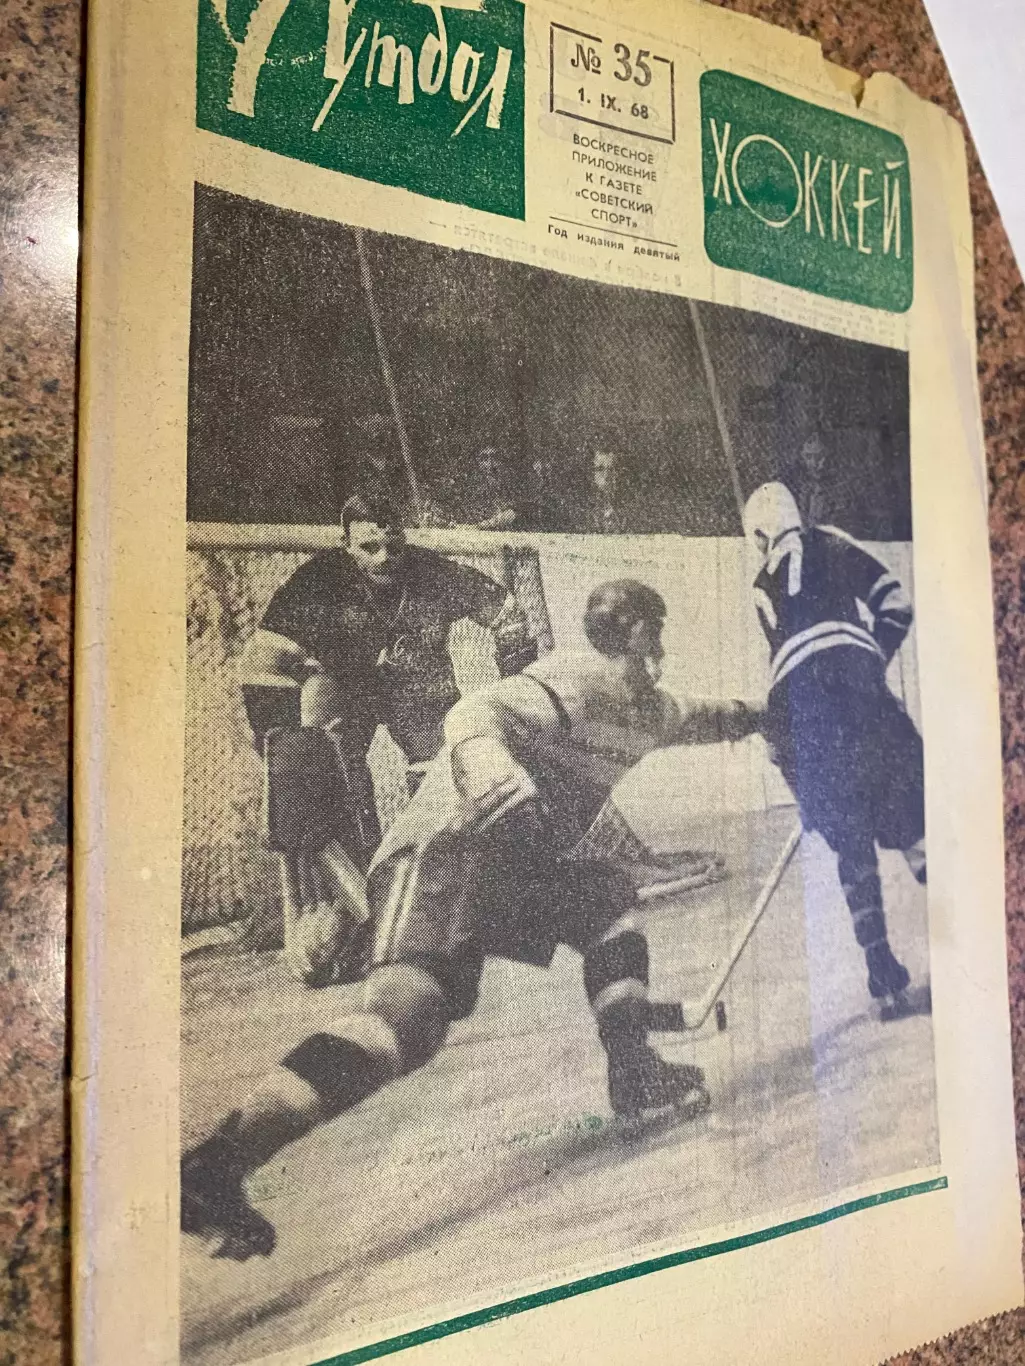 Футбол
№ 35
1. IX. 68
ВОСКРЕСНОЕ
ПРИЛОЖЕНИЕ
К ГАЗЕТЕ
«СОВЕТСКИЙ
СПОРТ»
Год издания девятый
ХОККЕЙ